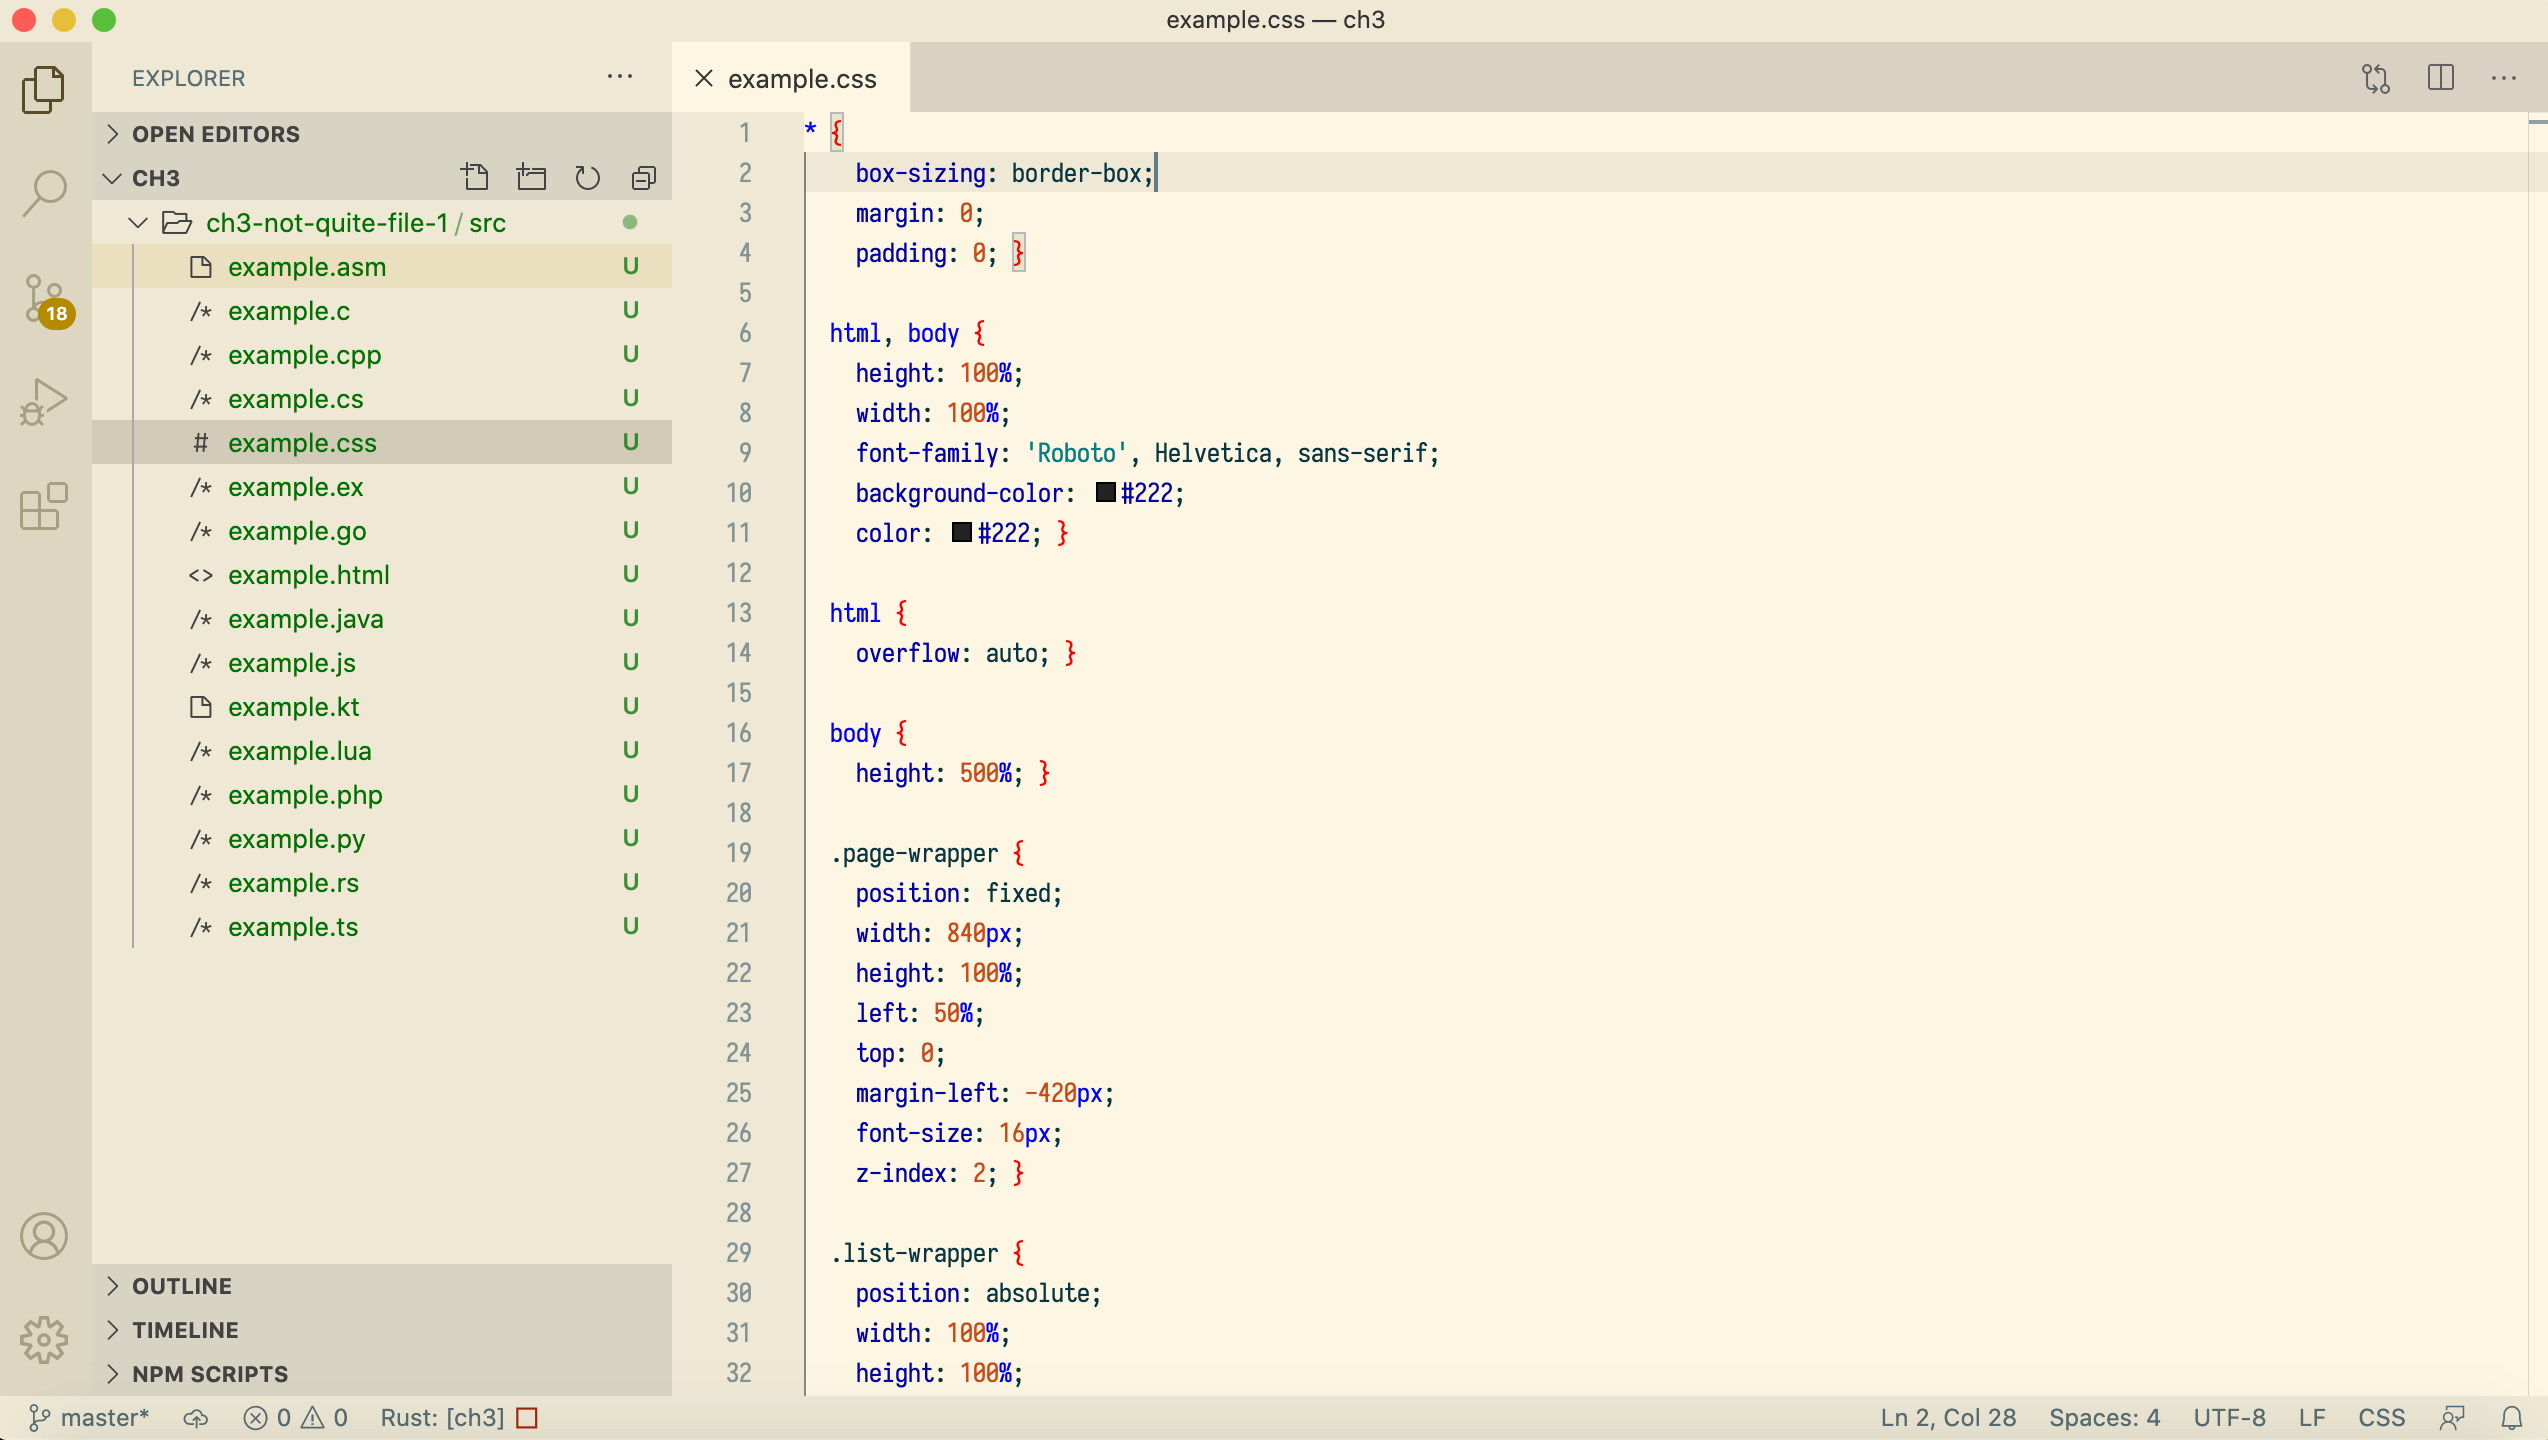 example.css — ch3
EXPLORER
example.css
OPEN EDITORS
CH3
ch3-not-quite-file-1 / src
example.asm U
/* example.c U
/* example.cpp U
/* example.cs U
# example.css U
/* example.ex U
/* example.go U
<> example.html U
/* example.java U
/* example.js U
example.kt U
/* example.lua U
/* example.php U
/* example.py U
/* example.rs U
/* example.ts U
18
OUTLINE
TIMELINE
NPM SCRIPTS
1 * {
2 box-sizing: border-box;
3 margin: 0;
4 padding: 0; }
5
6 html, body {
7 height: 100%;
8 width: 100%;
9 font-family: 'Roboto', Helvetica, sans-serif;
10 background-color: #222;
11 color: #222; }
12
13 html {
14 overflow: auto; }
15
16 body {
17 height: 500%; }
18
19 .page-wrapper {
20 position: fixed;
21 width: 840px;
22 height: 100%;
23 left: 50%;
24 top: 0;
25 margin-left: -420px;
26 font-size: 16px;
27 z-index: 2; }
28
29 .list-wrapper {
30 position: absolute;
31 width: 100%;
32 height: 100%;
master* 0 0 Rust: [ch3] Ln 2, Col 28 Spaces: 4 UTF-8 LF CSS